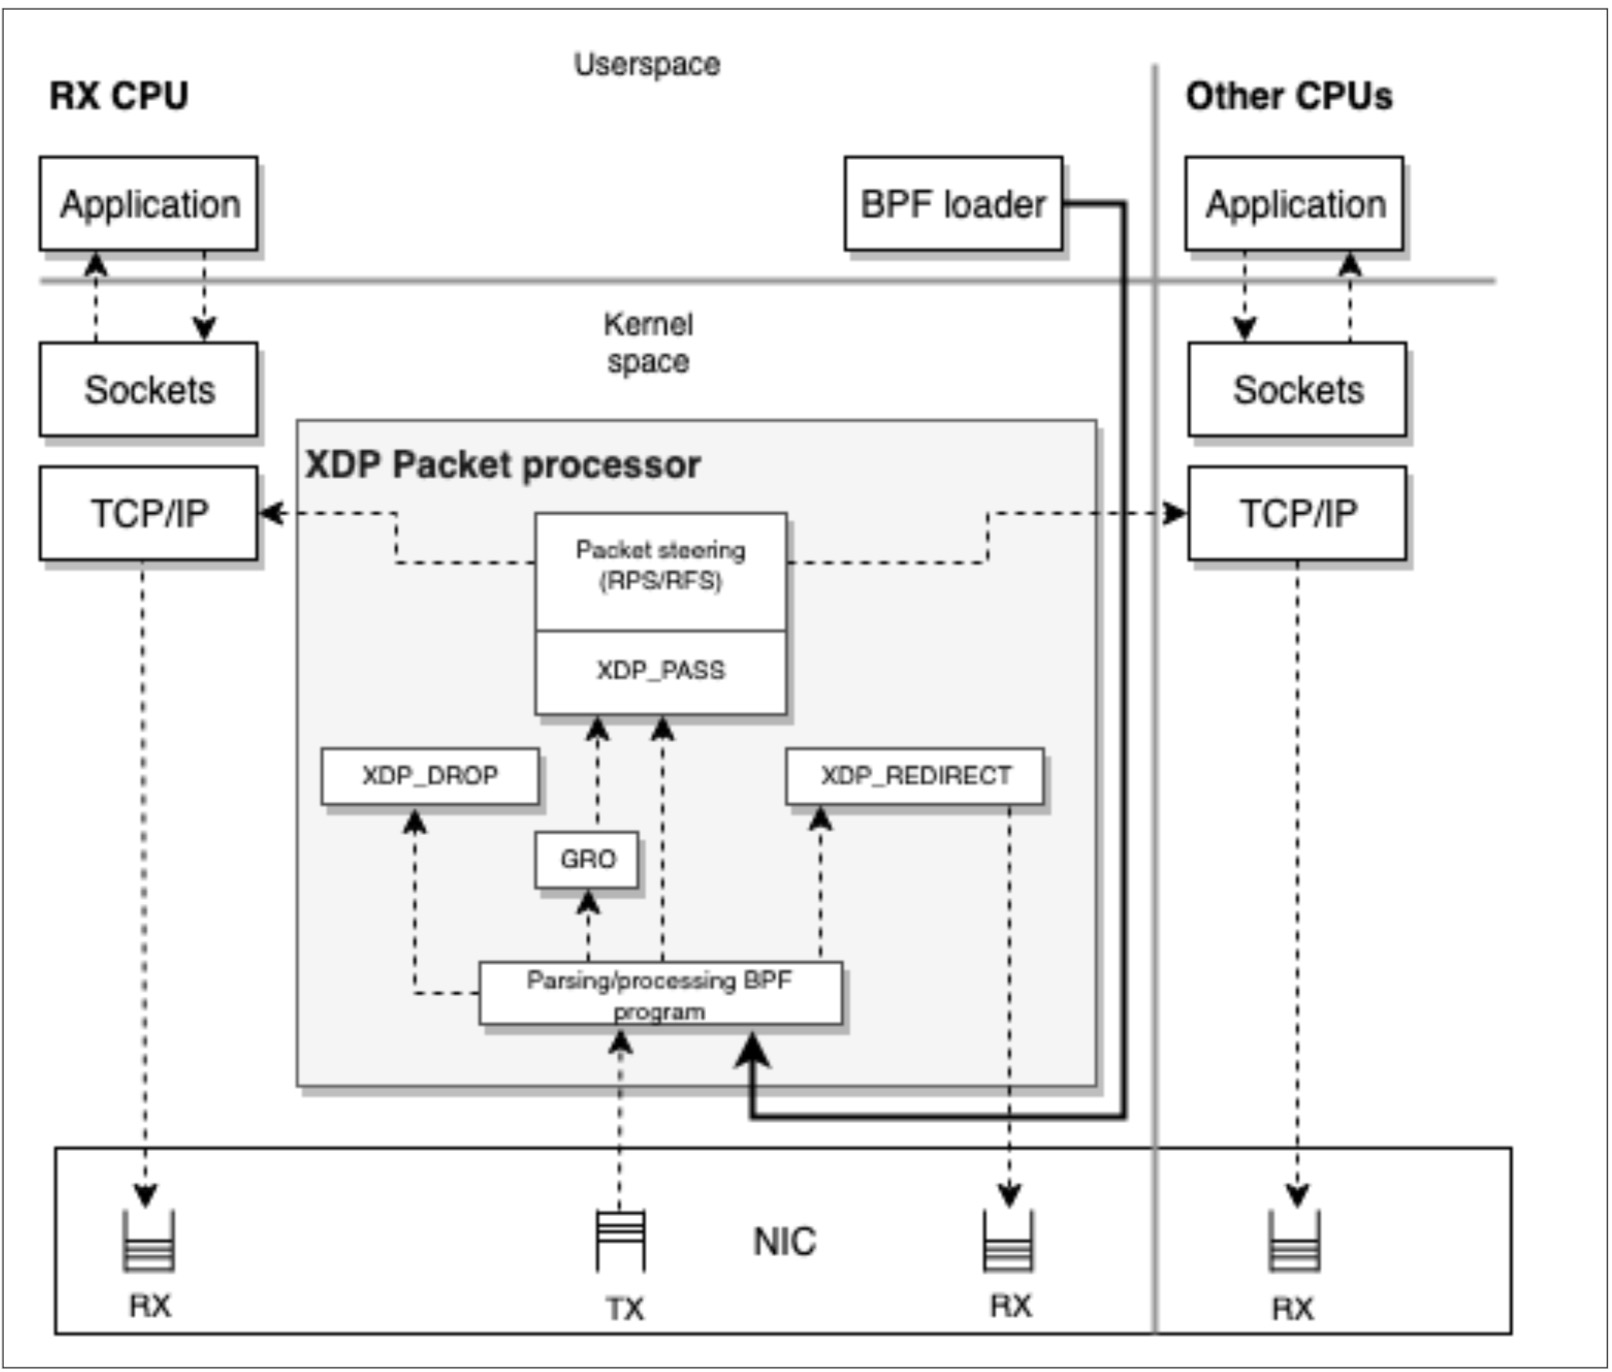 Userspace
RX CPU
Other CPUs
Application
BPF loader
Application
Kernel
space
Sockets
Sockets
XDP Packet processor
TCP/IP
TCP/IP
Packet steering
(RPS/RFS)
XDP_PASS
XDP_DROP
XDP_REDIRECT
GRO
Parsing/processing BPF
program
NIC
RX
TX
RX
RX